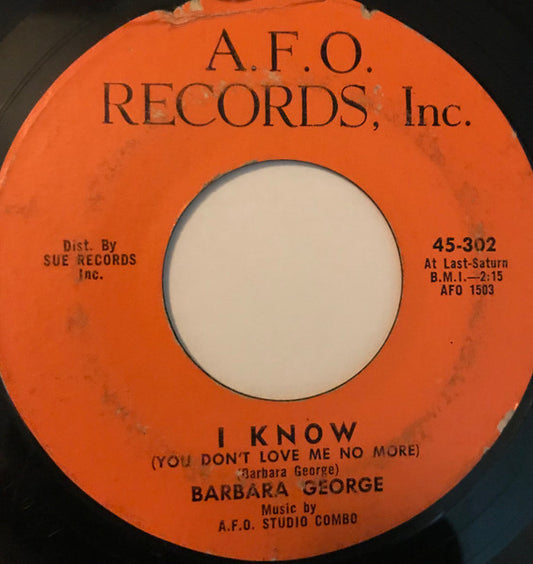 A.F.O.
RECORDS, Inc.
Dist. By
SUE RECORDS
Inc.
45-302
At Last-Saturn
B.M.I.—2:15
AFO 1503
I KNOW
(YOU DON'T LOVE ME NO MORE)
(Barbara George)
BARBARA GEORGE
Music by
A.F.O. STUDIO COMBO